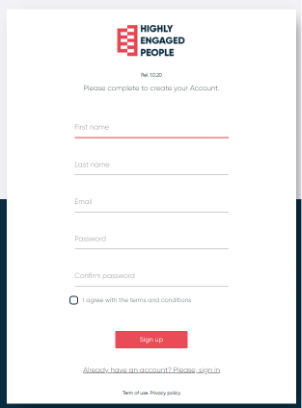 HIGHLY
ENGAGED
PEOPLE
Rel. 1.0.20
Please complete to create your Account.
First name
Last name
Email
Password
Confirm password
I agree with the terms and conditions
Sign up
Already have an account? Please, sign in
Term of use. Privacy policy